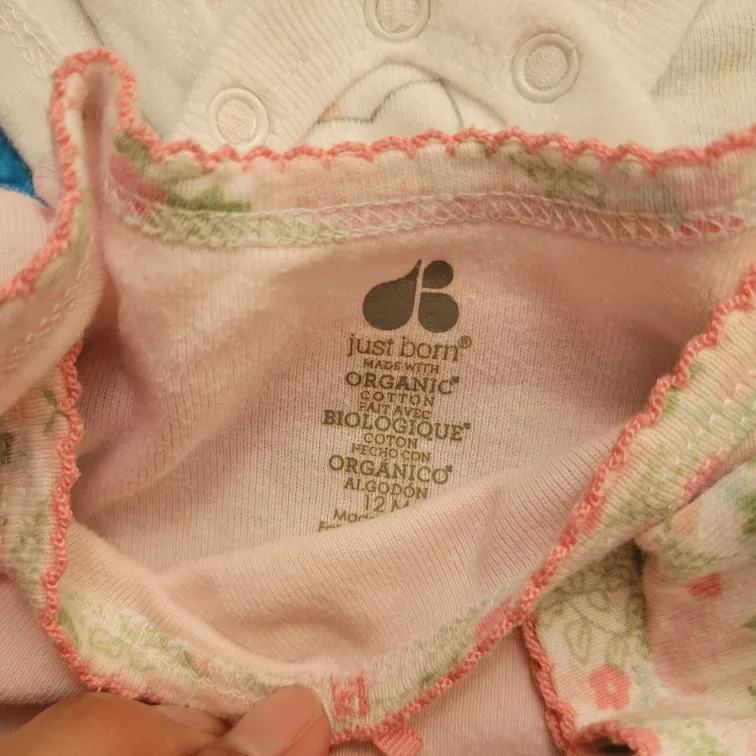 just born®
MADE WITH
ORGANIC*
COTTON
FAIT AVEC
BIOLOGIQUE*
COTON
HECHO CON
ORGÁNICO*
ALGODÓN
12 M